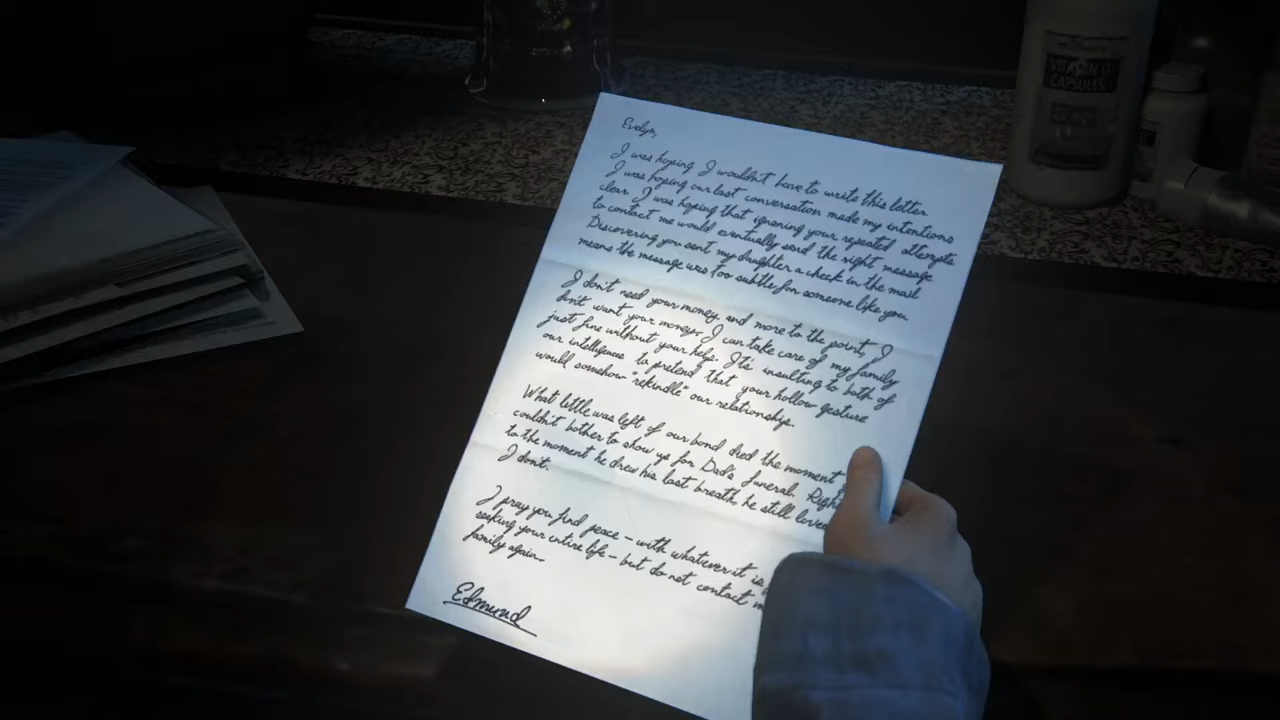 Evelyn,
I was hoping I wouldn't have to write this letter.
I was hoping our last conversation made my intentions
clear. I was hoping that ignoring your repeated attempts
to contact me would eventually send the right message.
Discovering you sent my daughter a check in the mail
means the message was too subtle for someone like you.
I don't need your money, and more to the point, I
don't want your money. I can take care of my family
just fine without your help. It's insulting to both of
our intelligences to pretend that your hollow gesture
would somehow "rekindle" our relationship.
What little was left of our bond died the moment
couldn't bother to show up for Dad's funeral. Right
to the moment he drew his last breath, he still loved
I don't.
I pray you find peace – with whatever it is
seeking your entire life – but do not contact
family again.
Edmund
VITAMIN D
CAPSULES